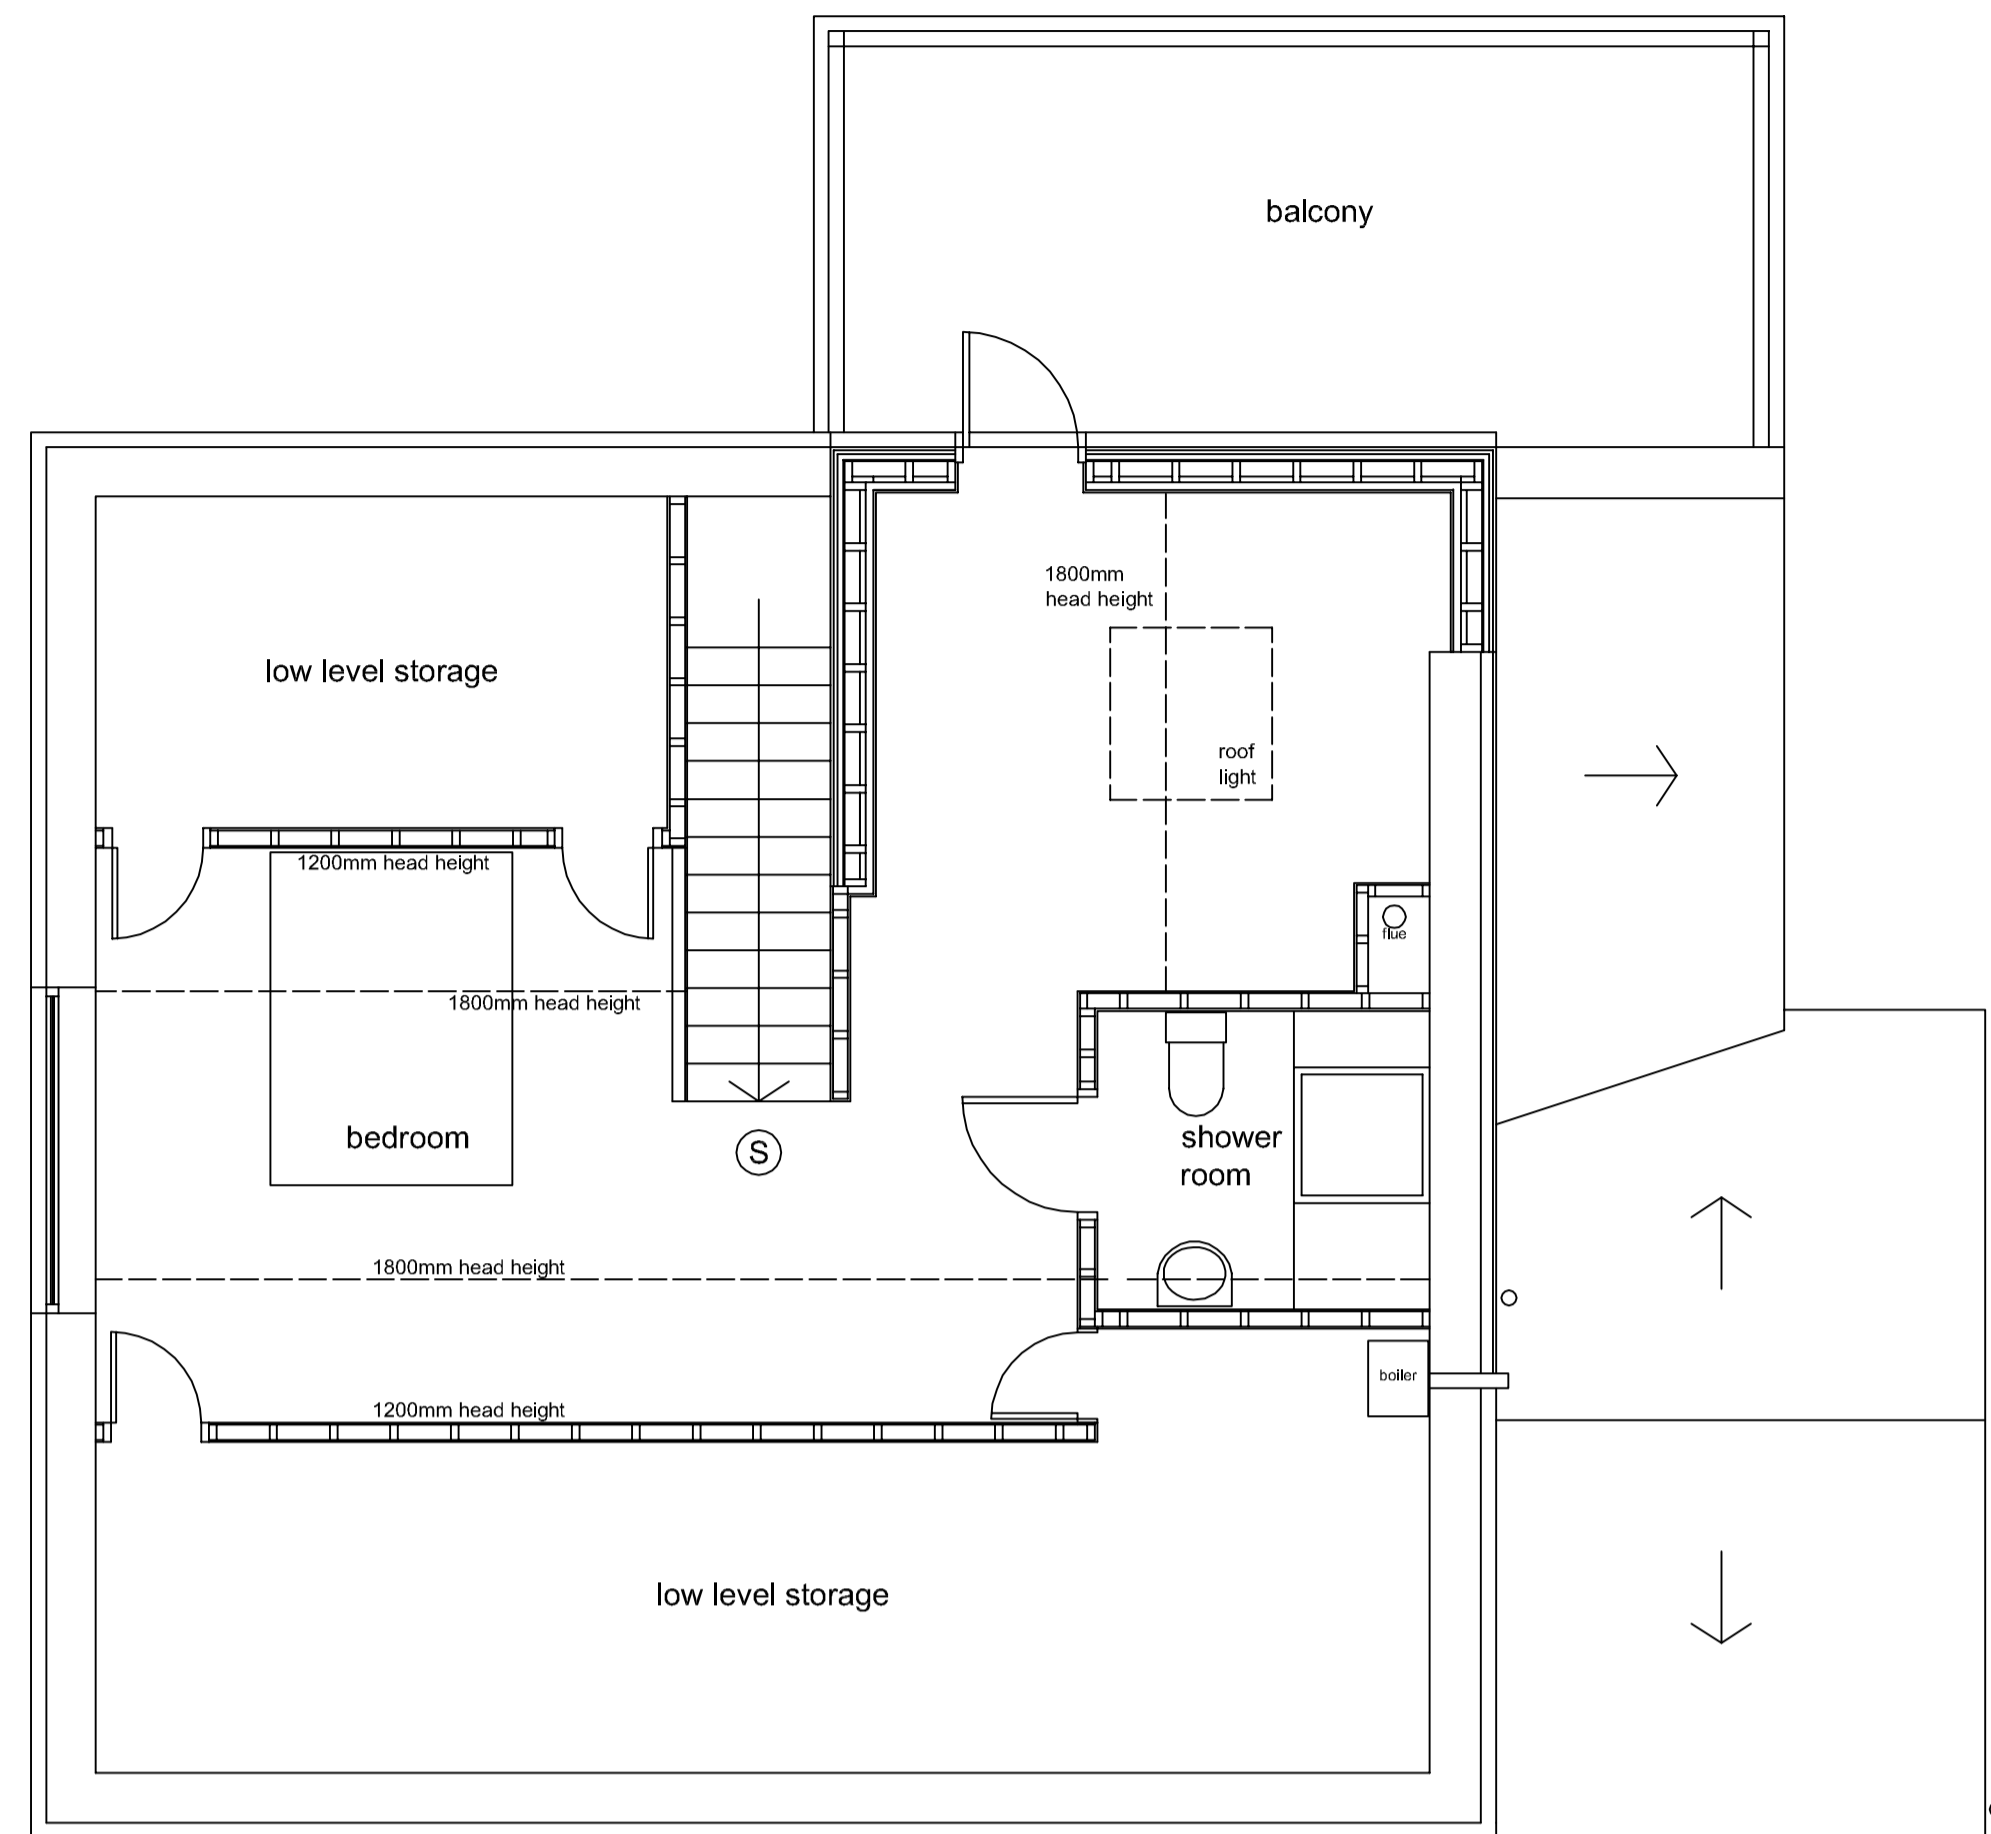 balcony
1800mm
head height
low level storage
roof
light
1200mm head height
flue
1800mm head height
bedroom
S
shower
room
1800mm head height
boiler
1200mm head height
low level storage